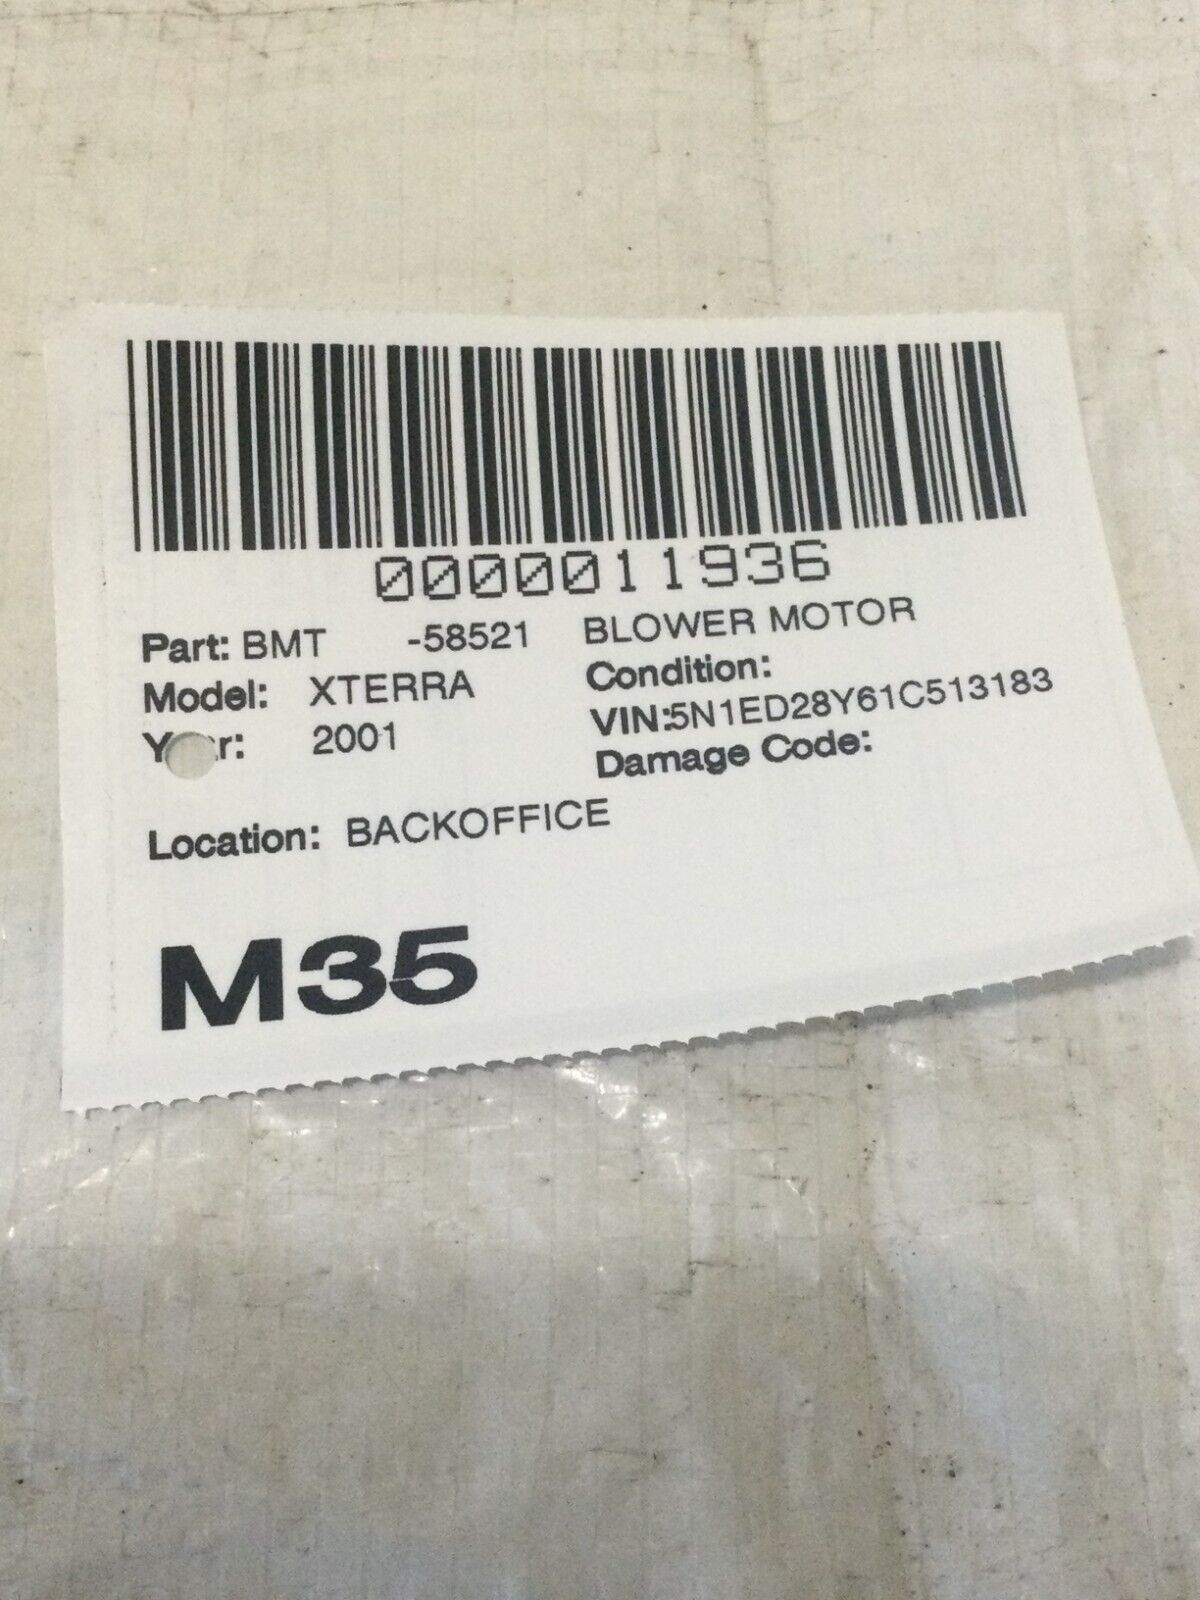 0000011936
Part: BMT -58521 BLOWER MOTOR
Model: XTERRA Condition:
2001 VIN:5N1ED28Y61C513183
Damage Code:
Location: BACKOFFICE
M35